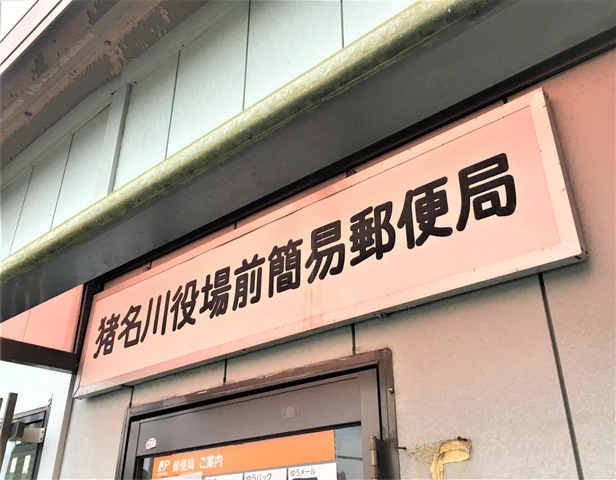 猪名川役場前簡易郵便局
郵便局 ご案内
ゆうパック
ゆうメール